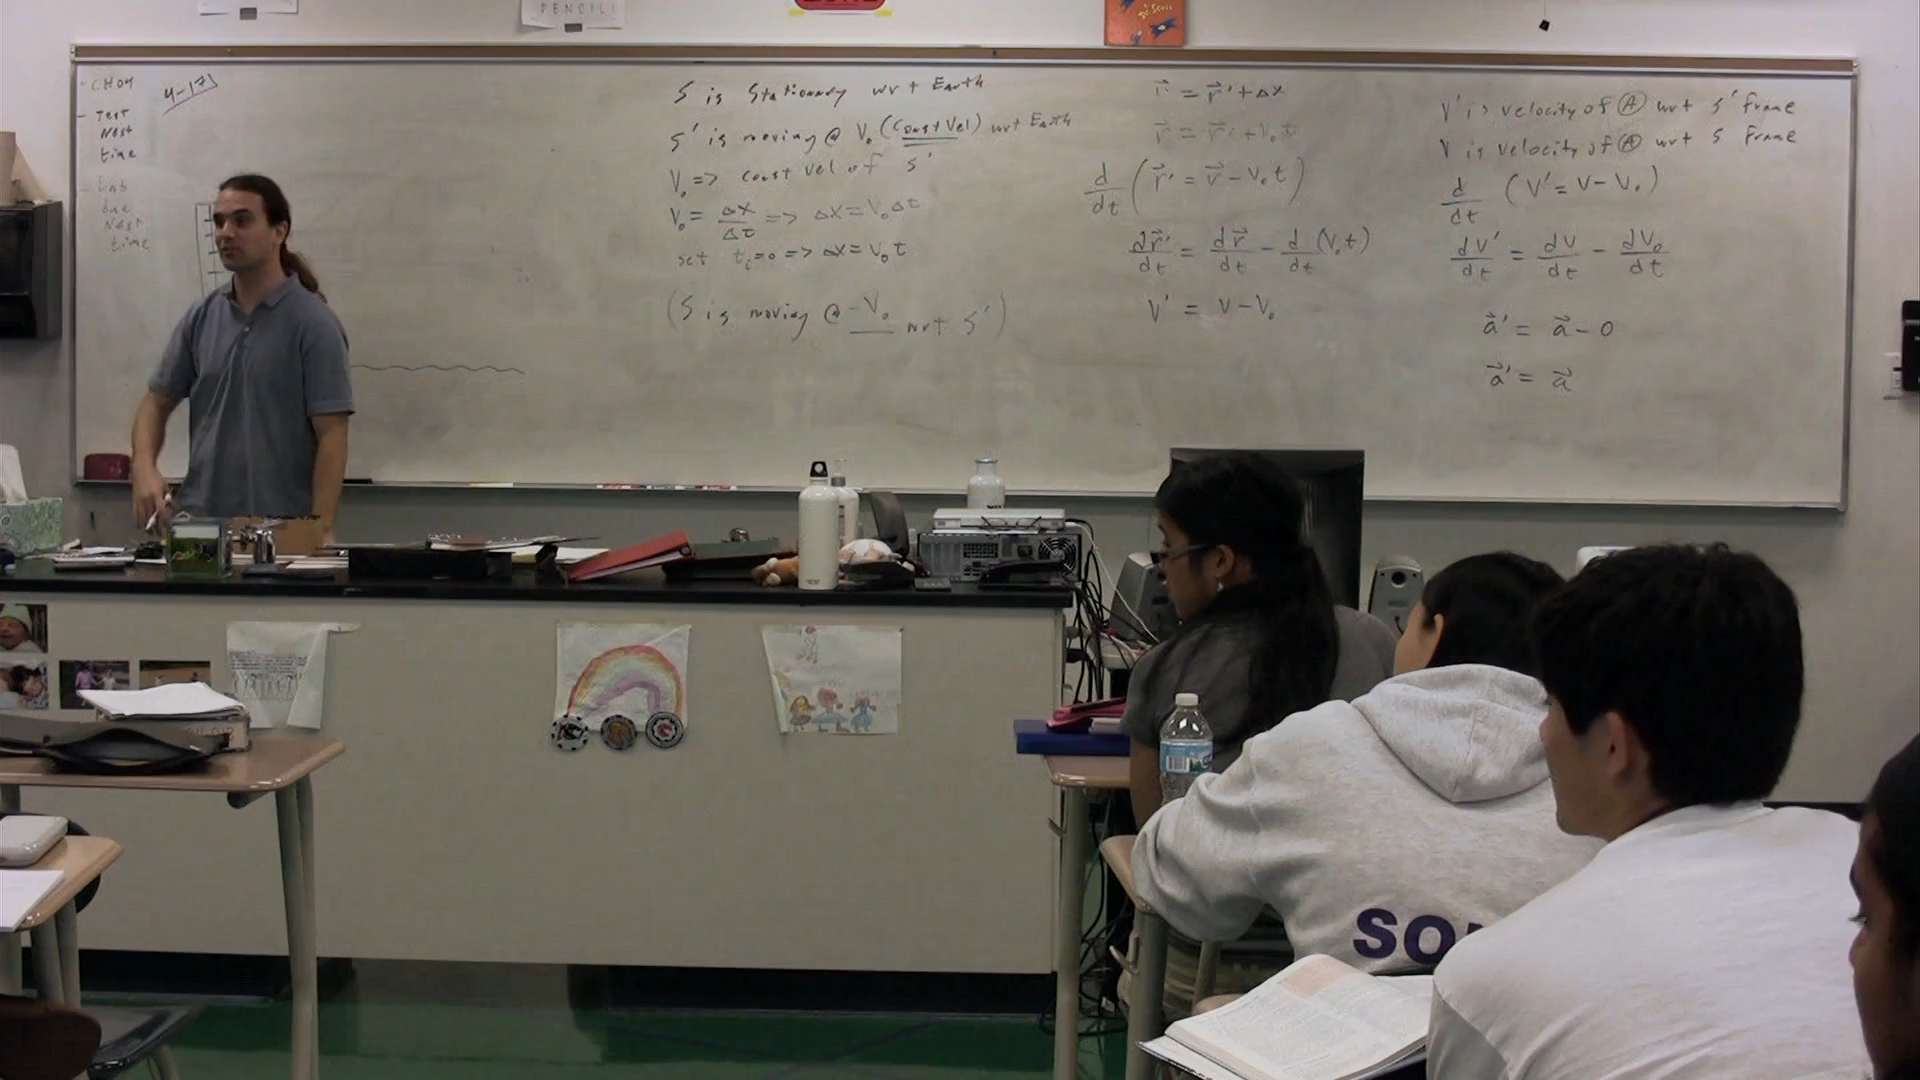 PENCIL!
Dr. Seuss
CH04
4-17
Test
Next
time
Lab
due
Next
time
S is stationary wrt Earth
S' is moving @ V₀ (const vel) wrt Earth
V₀ => const vel of S'
V₀ = Δx/Δt => Δx = V₀Δt
set tᵢ=0 => Δx = V₀t
(S is moving @ -V₀ wrt S')
r⃗ = r⃗' + Δx
r⃗ = r⃗' + V₀t
d/dt (r⃗' = r⃗ - V₀t)
dr⃗'/dt = dr⃗/dt - d/dt (V₀t)
V' = V - V₀
V' is velocity of Ⓐ wrt S' frame
V is velocity of Ⓐ wrt S frame
d/dt (V' = V - V₀)
dV'/dt = dV/dt - dV₀/dt
a⃗' = a⃗ - 0
a⃗' = a⃗
SO